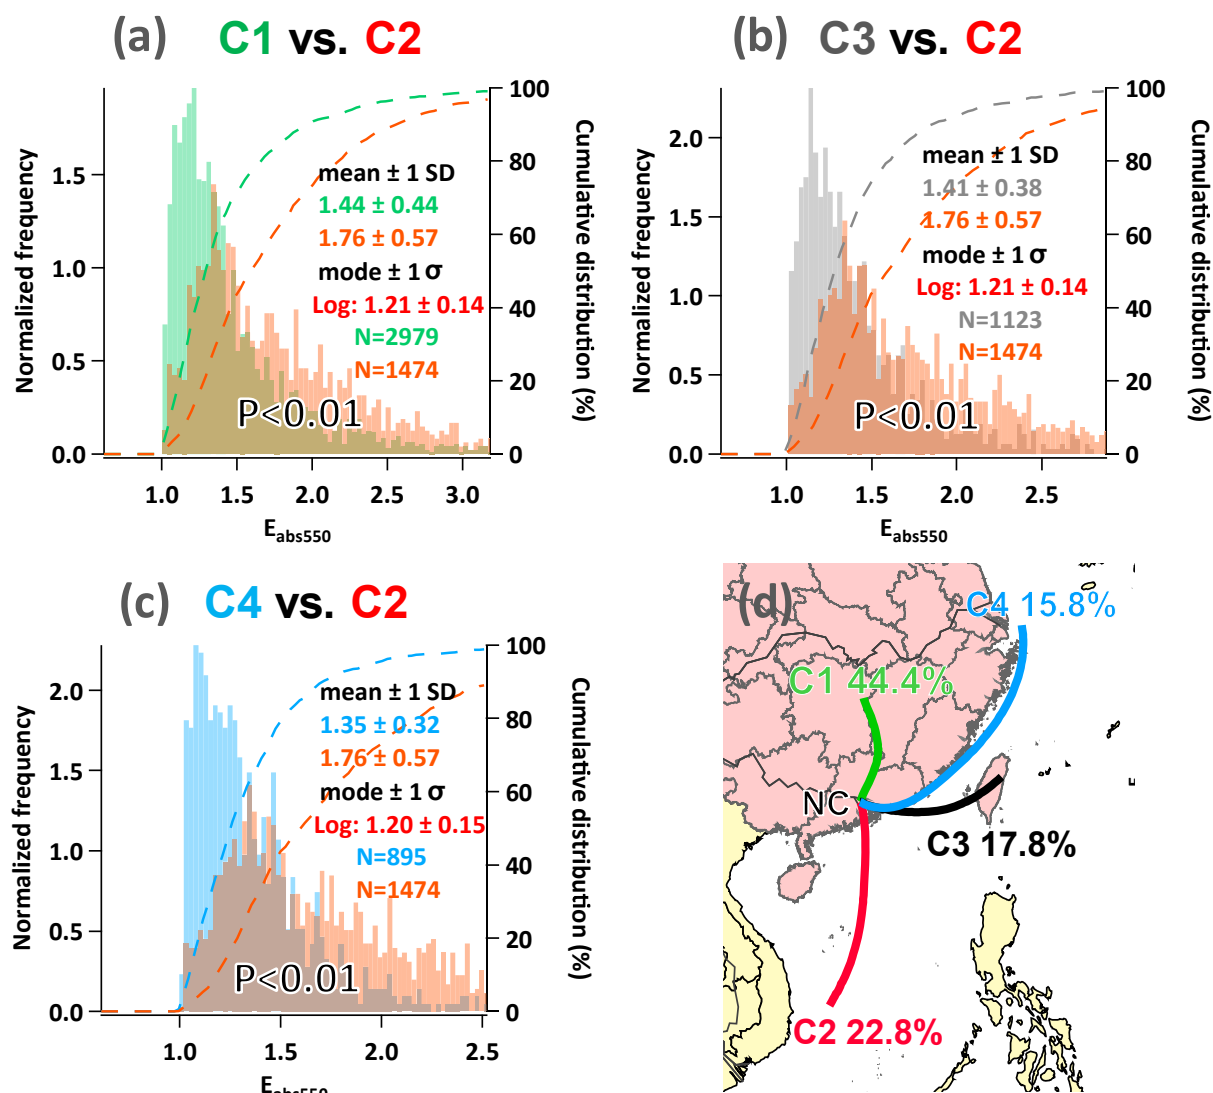 (a) C1 vs. C2
Normalized frequency
1.5
1.0
0.5
0.0
100
80
60
40
20
0
Cumulative distribution (%)
mean ± 1 SD
1.44 ± 0.44
1.76 ± 0.57
mode ± 1 σ
Log: 1.21 ± 0.14
N=2979
N=1474
P<0.01
1.0 1.5 2.0 2.5 3.0
Eabs550
(b) C3 vs. C2
Normalized frequency
2.0
1.5
1.0
0.5
0.0
100
80
60
40
20
0
Cumulative distribution (%)
mean ± 1 SD
1.41 ± 0.38
1.76 ± 0.57
mode ± 1 σ
Log: 1.21 ± 0.14
N=1123
N=1474
P<0.01
1.0 1.5 2.0 2.5
Eabs550
(c) C4 vs. C2
Normalized frequency
2.0
1.5
1.0
0.5
0.0
100
80
60
40
20
0
Cumulative distribution (%)
mean ± 1 SD
1.35 ± 0.32
1.76 ± 0.57
mode ± 1 σ
Log: 1.20 ± 0.15
N=895
N=1474
P<0.01
1.0 1.5 2.0 2.5
Eabs550
(d)
C4 15.8%
C1 44.4%
NC
C3 17.8%
C2 22.8%